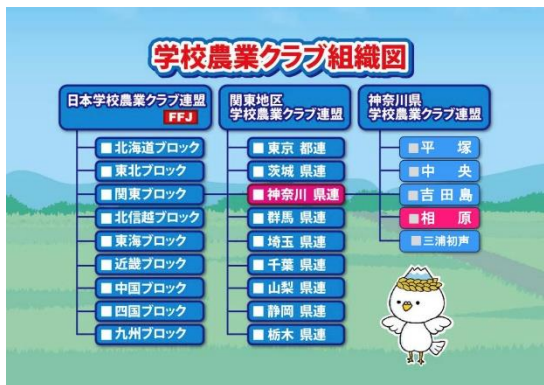 学校農業クラブ組織図
日本学校農業クラブ連盟
FFJ
北海道ブロック
東北ブロック
関東ブロック
北信越ブロック
東海ブロック
近畿ブロック
中国ブロック
四国ブロック
九州ブロック
関東地区
学校農業クラブ連盟
東京 都連
茨城 県連
神奈川 県連
群馬 県連
埼玉 県連
千葉 県連
山梨 県連
静岡 県連
栃木 県連
神奈川県
学校農業クラブ連盟
平塚
中央
吉田島
相原
三浦初声